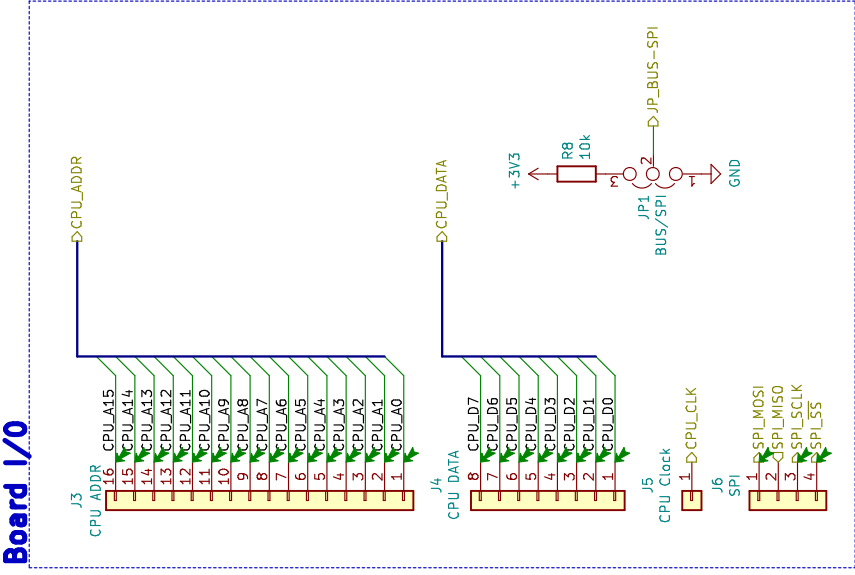 Board I/O
CPU_ADDR
CPU_DATA
JP_BUS-SPI
+3V3
R8
10k
3
2
1
GND
JP1
BUS/SPI
CPU_A15
CPU_A14
CPU_A13
CPU_A12
CPU_A11
CPU_A10
CPU_A9
CPU_A8
CPU_A7
CPU_A6
CPU_A5
CPU_A4
CPU_A3
CPU_A2
CPU_A1
CPU_A0
16
15
14
13
12
11
10
9
8
7
6
5
4
3
2
1
J3
CPU ADDR
CPU_D7
CPU_D6
CPU_D5
CPU_D4
CPU_D3
CPU_D2
CPU_D1
CPU_D0
8
7
6
5
4
3
2
1
J4
CPU DATA
CPU_CLK
1
J5
CPU Clock
SPI_MOSI
SPI_MISO
SPI_SCLK
SPI_SS
1
2
3
4
J6
SPI